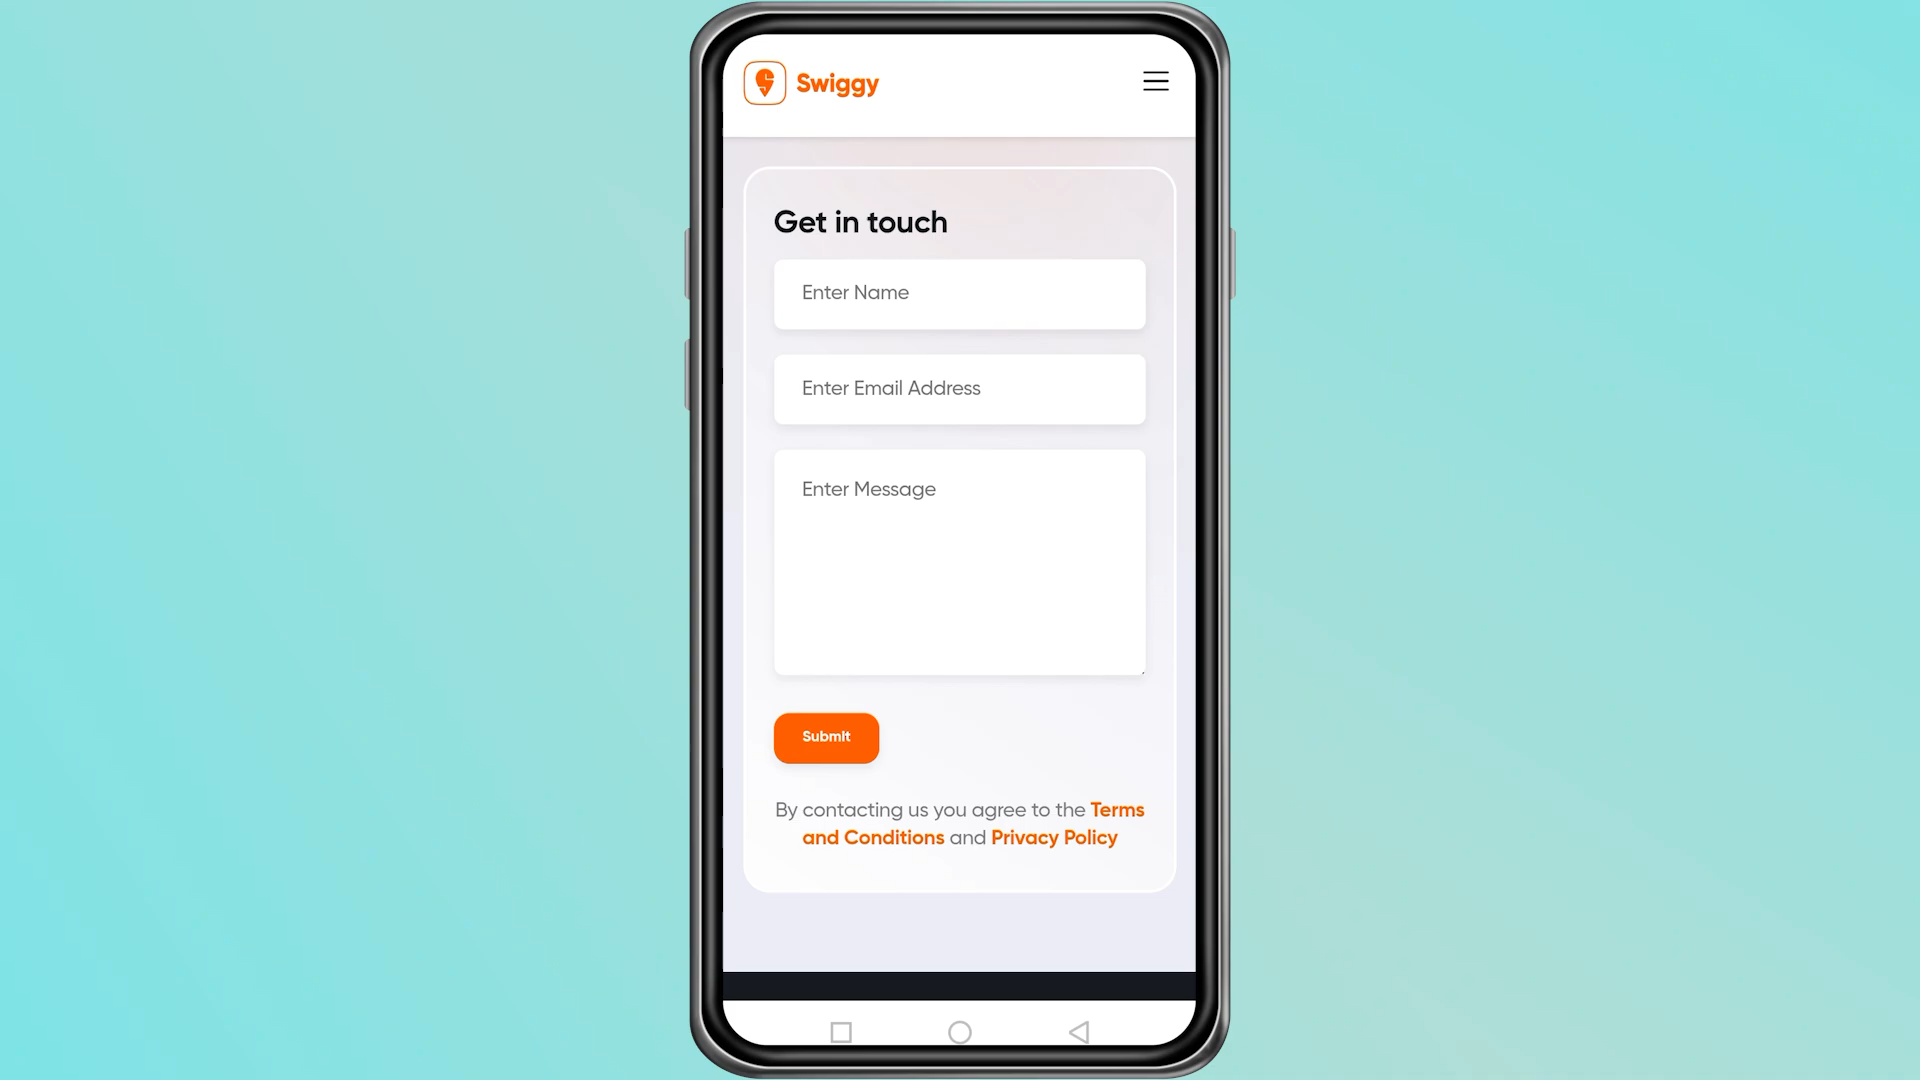 Swiggy
Get in touch
Enter Name
Enter Email Address
Enter Message
Submit
By contacting us you agree to the Terms
and Conditions and Privacy Policy